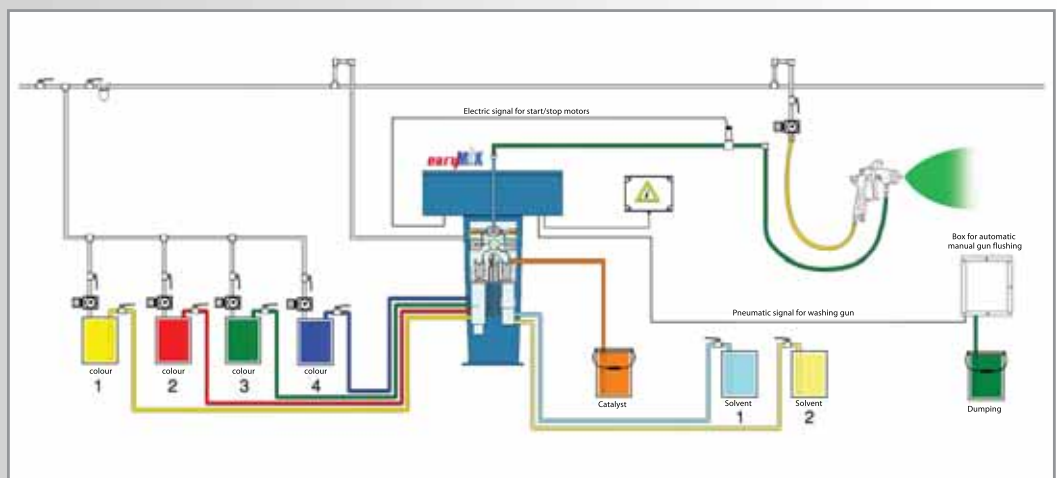 Electric signal for start/stop motors
easyMiX
Box for automatic
manual gun flushing
Pneumatic signal for washing gun
colour
1
colour
2
colour
3
colour
4
Catalyst
Solvent
1
Solvent
2
Dumping